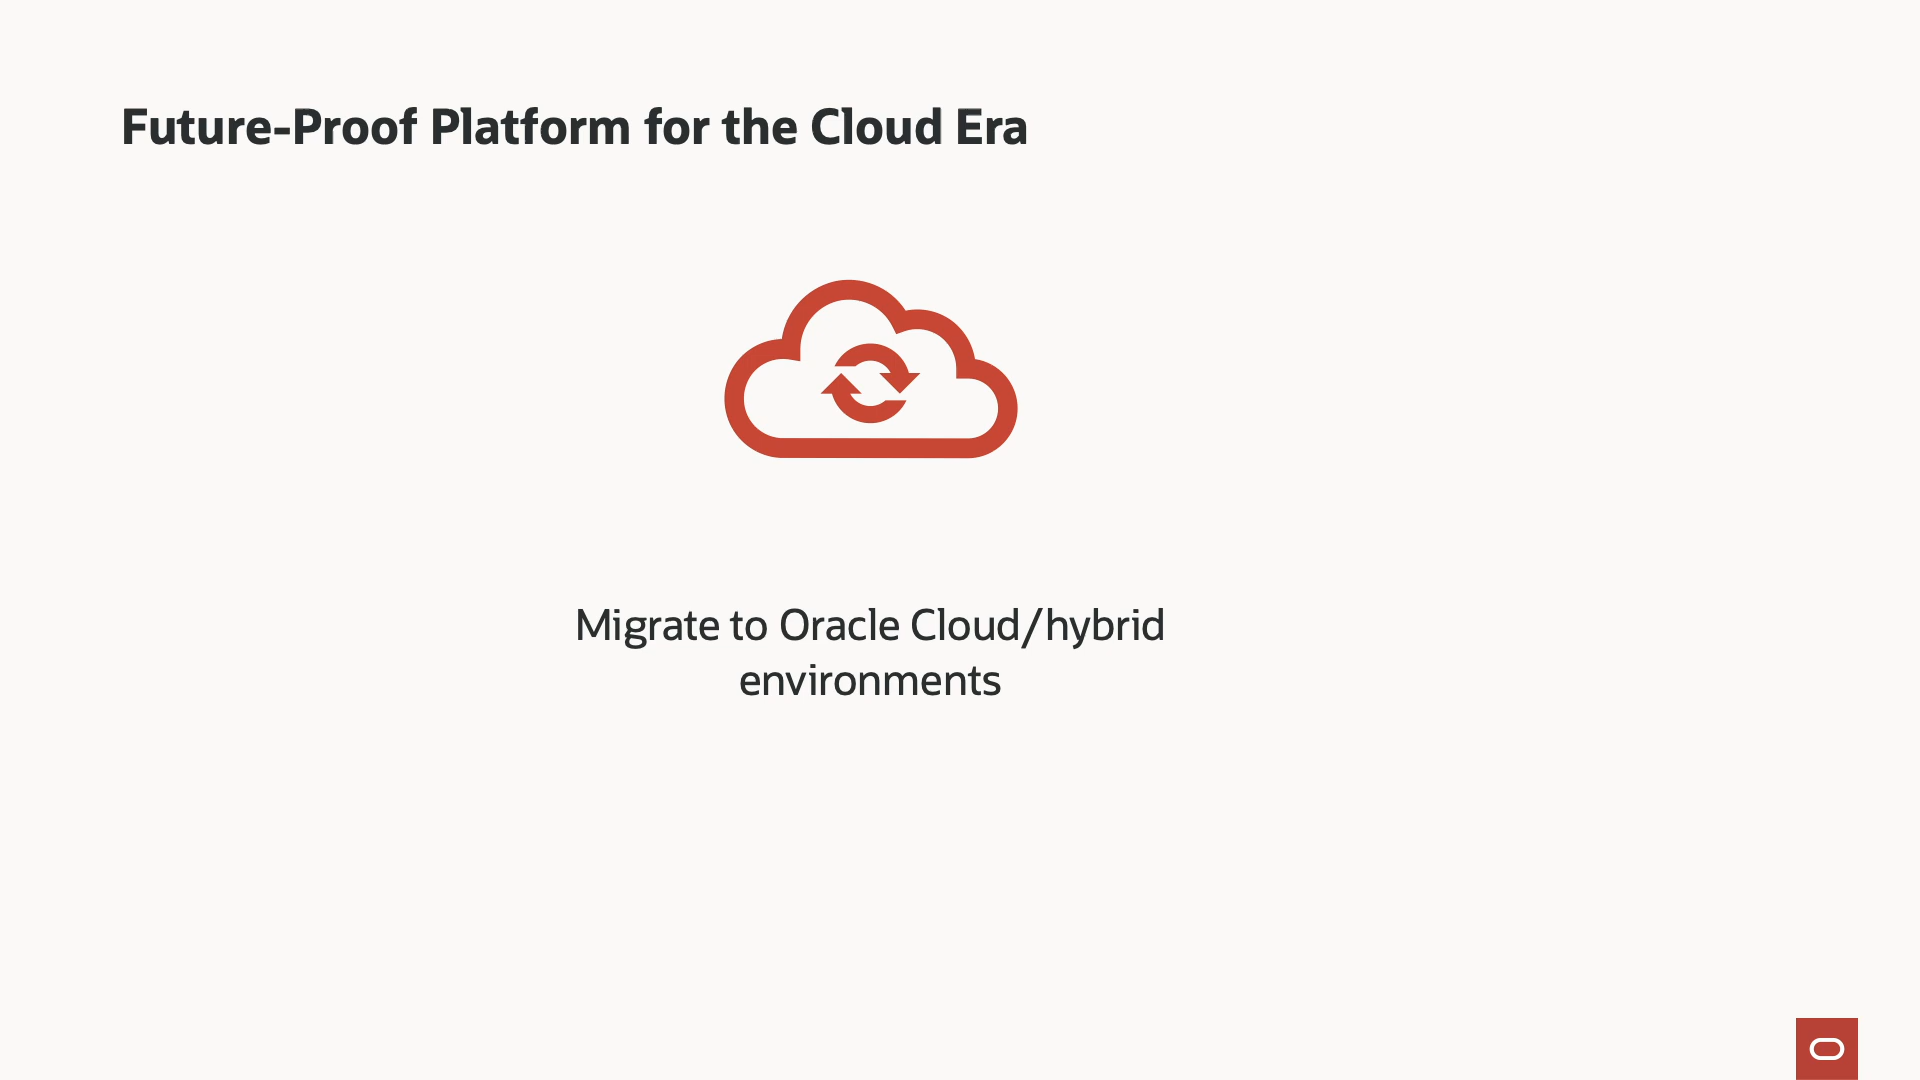 Future-Proof Platform for the Cloud Era
Migrate to Oracle Cloud/hybrid
environments